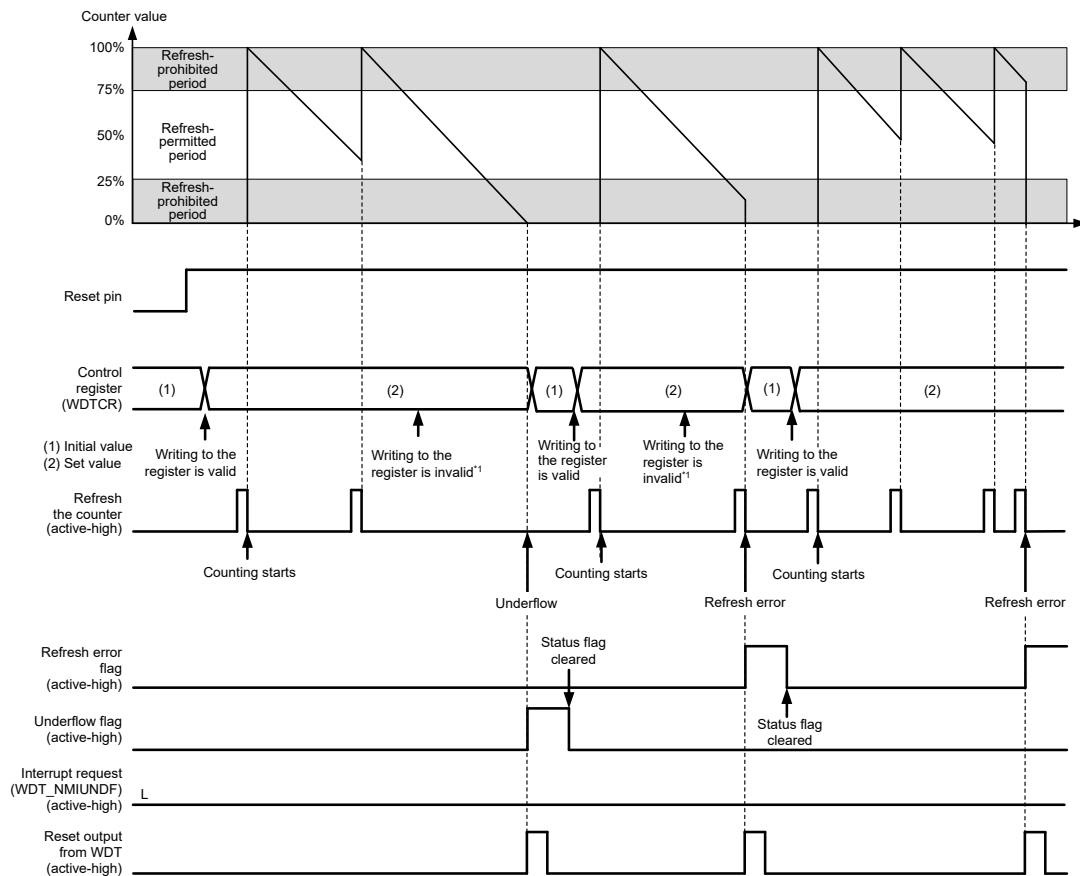 Counter value
100%
Refresh-
prohibited
period
75%
50%
Refresh-
permitted
period
25%
Refresh-
prohibited
period
0%
Reset pin
Control
register
(WDTCR)
(1)
(2)
(1)
(2)
(1)
(2)
(1) Initial value
(2) Set value
Writing to the
register is valid
Writing to the
register is invalid*1
Writing to
the register
is valid
Writing to the
register is
invalid*1
Writing to the
register is valid
Refresh
the counter
(active-high)
Counting starts
Counting starts
Counting starts
Underflow
Refresh error
Refresh error
Refresh error
flag
(active-high)
Status flag
cleared
Status flag
cleared
Underflow flag
(active-high)
Interrupt request
(WDT_NMIUNDF)
(active-high)
L
Reset output
from WDT
(active-high)